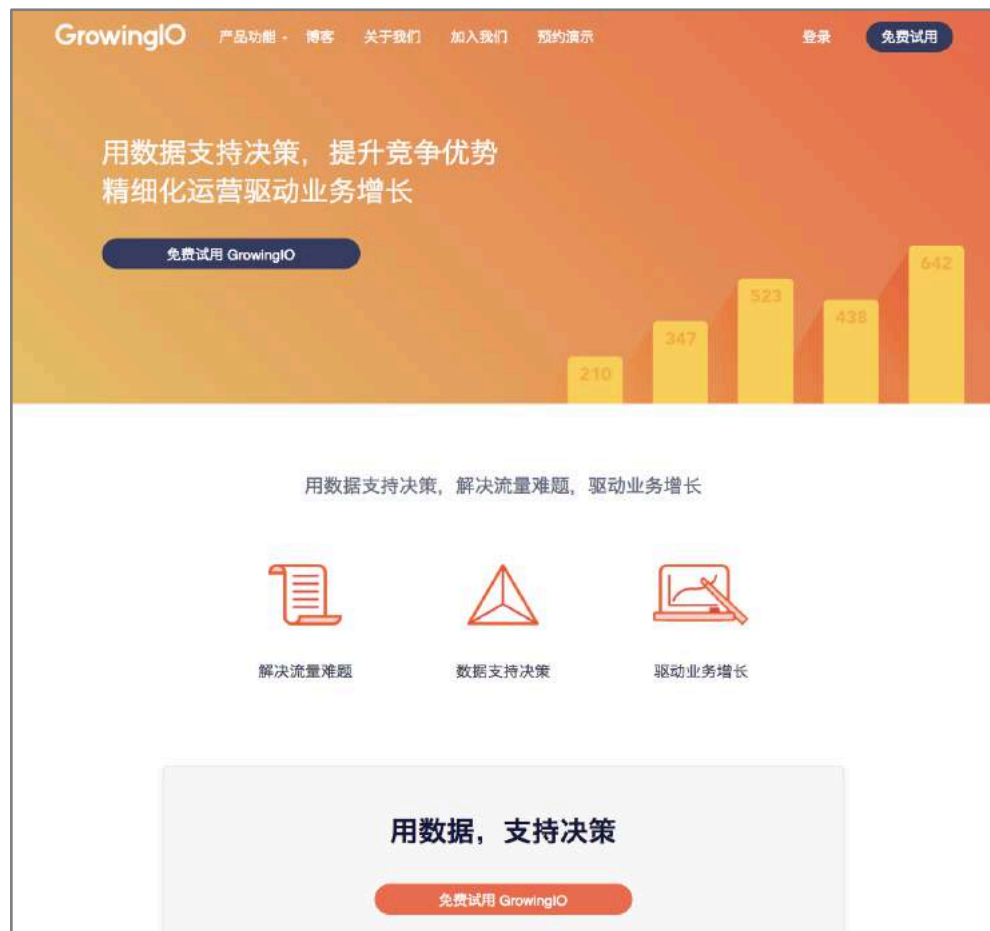 GrowingIO 产品功能 博客 关于我们 加入我们 预约演示 登录 免费试用
用数据支持决策，提升竞争优势
精细化运营驱动业务增长
免费试用 GrowingIO
210 347 523 438 642
用数据支持决策，解决流量难题，驱动业务增长
解决流量难题 数据支持决策 驱动业务增长
用数据，支持决策
免费试用 GrowingIO